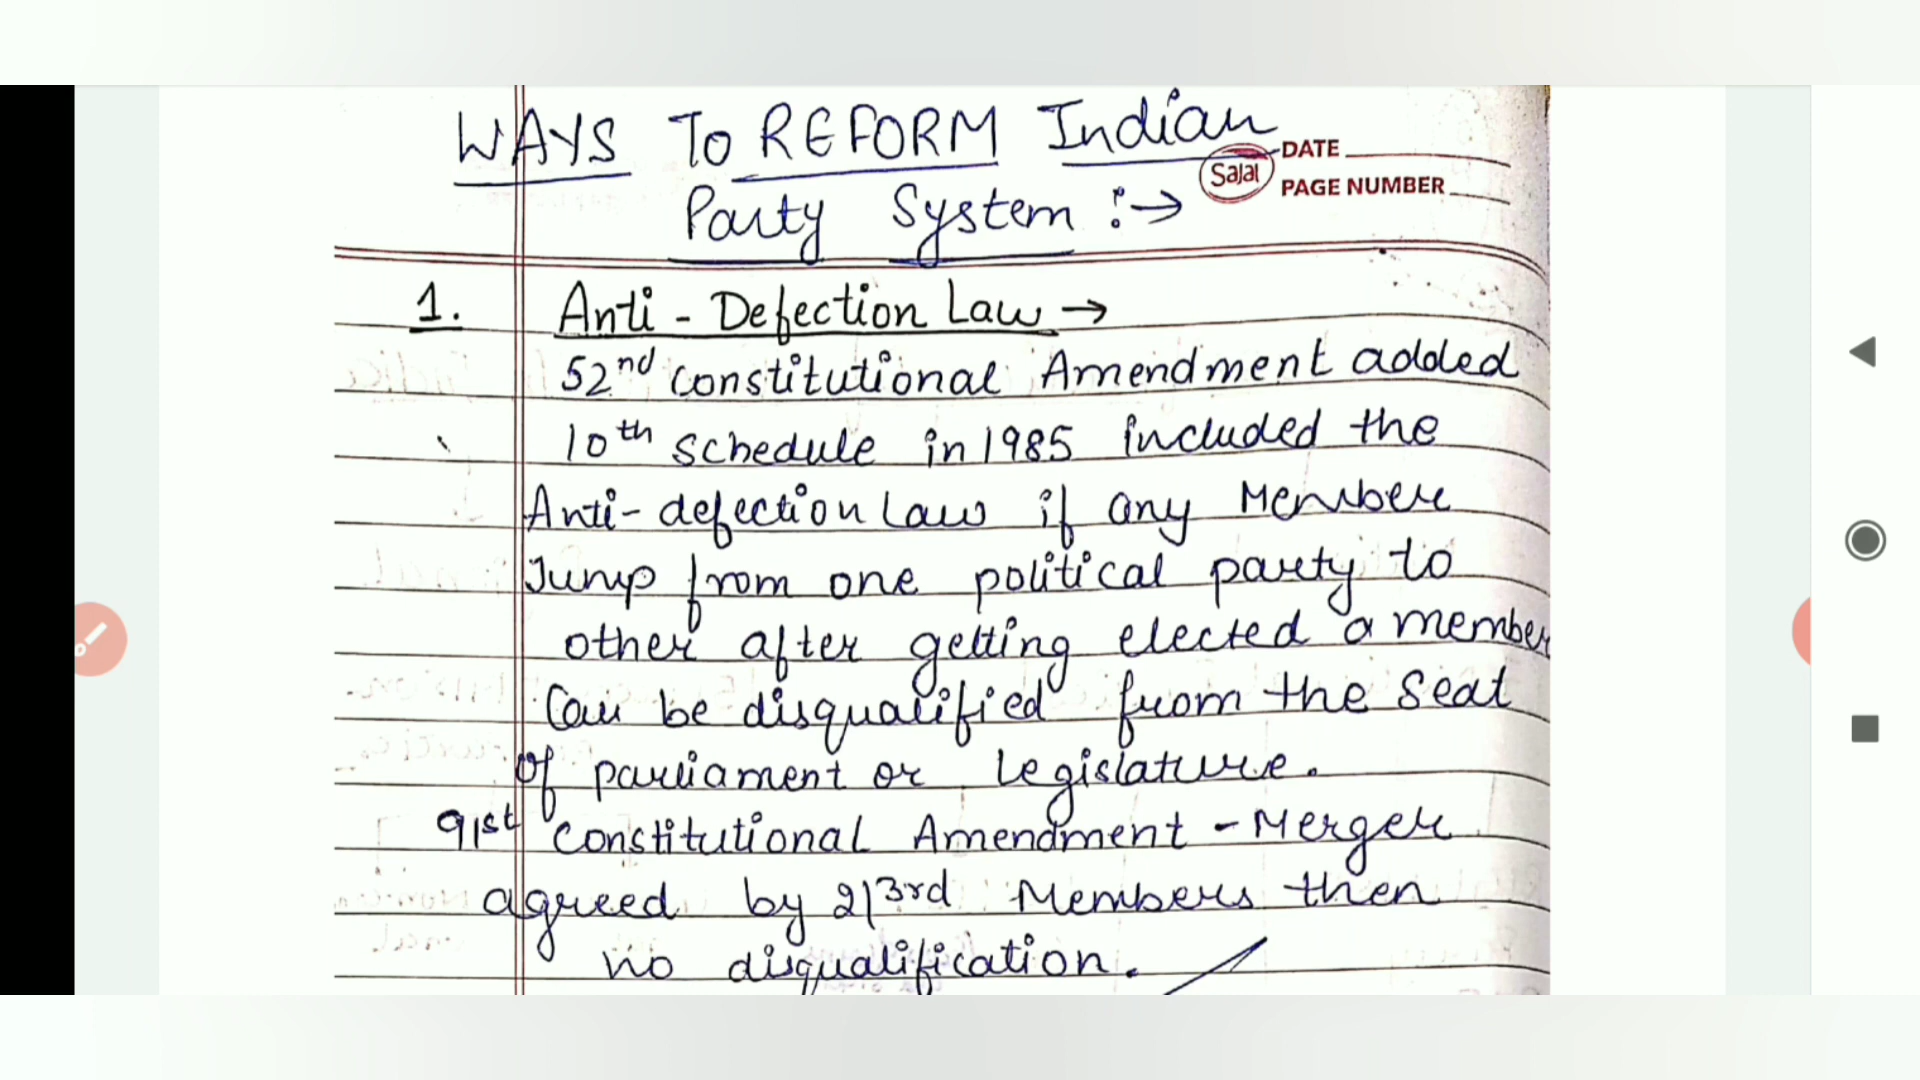 WAYS To REFORM Indian
DATE
Sajal
PAGE NUMBER
Party System :→
1. Anti - Defection Law →
52nd constitutional Amendment added
10th schedule in 1985 included the
Anti - defection Law if any Member
Jump from one political party to
other after getting elected a member
Can be disqualified from the Seat
of parliament or Legislature.
91st Constitutional Amendment - Merger
agreed by 2/3rd Members then
no disqualification.